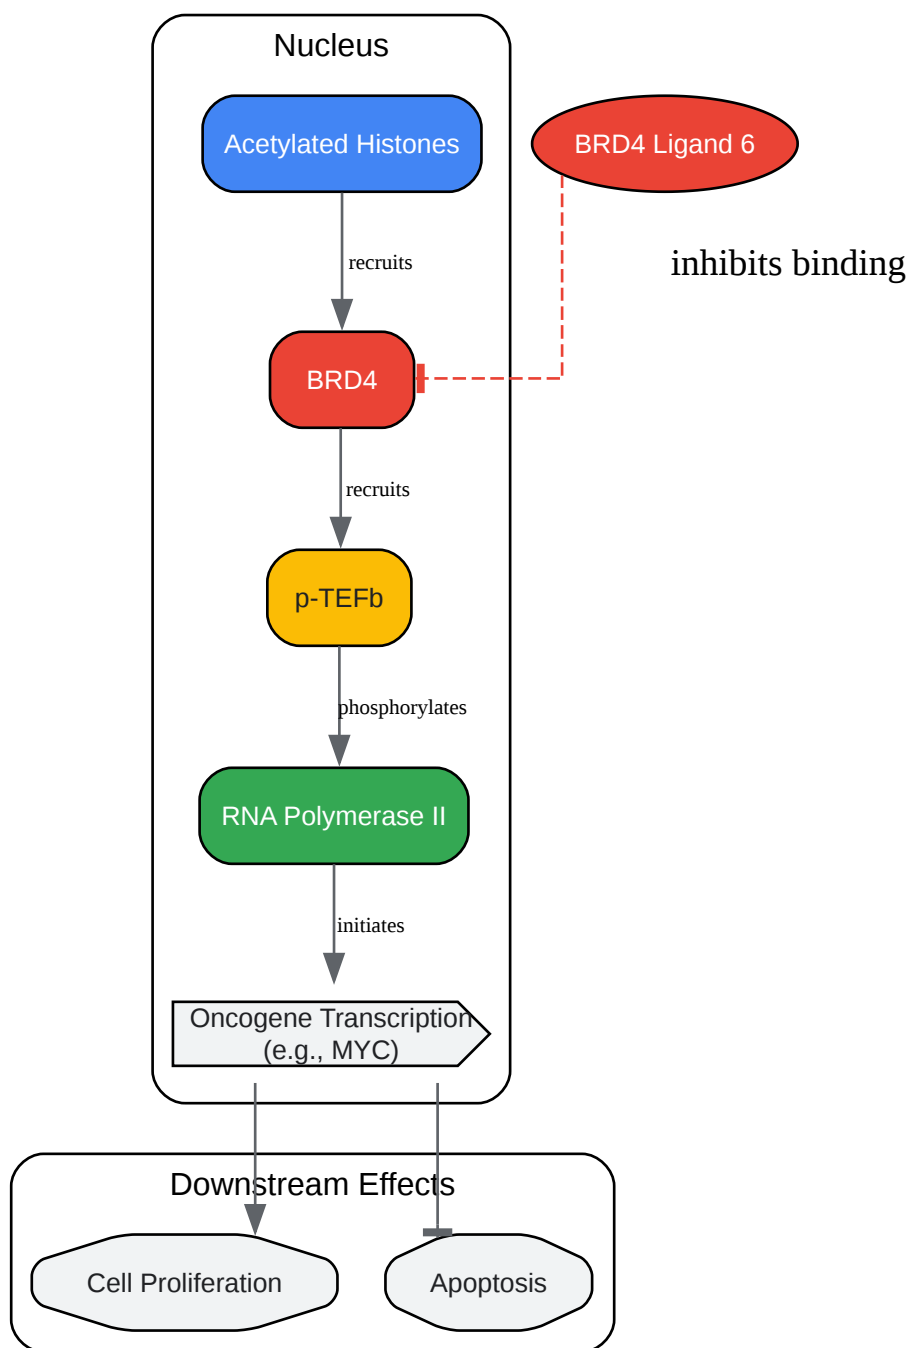 Nucleus
Acetylated Histones
BRD4 Ligand 6
recruits
inhibits binding
BRD4
recruits
p-TEFb
phosphorylates
RNA Polymerase II
initiates
Oncogene Transcription
(e.g., MYC)
Downstream Effects
Cell Proliferation
Apoptosis